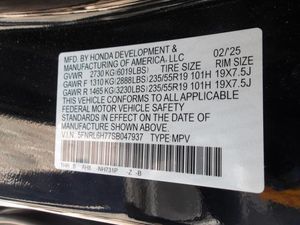 MFD. BY HONDA DEVELOPMENT & 02/'25
MANUFACTURING OF AMERICA, LLC
GVWR 2730 KG(6019LBS) TIRE SIZE RIM SIZE
GAWR F 1310 KG(2888LBS)235/55R19 101H 19X7.5J
GAWR R 1465 KG(3230LBS)235/55R19 101H 19X7.5J
THIS VEHICLE CONFORMS TO ALL APPLICABLE
FEDERAL MOTOR VEHICLE SAFETY STANDARDS
IN EFFECT ON THE DATE OF MANUFACTURE
SHOWN ABOVE.
V.I.N. 5FNRL6H77SB047937 TYPE MPV
NH731P -Z -B